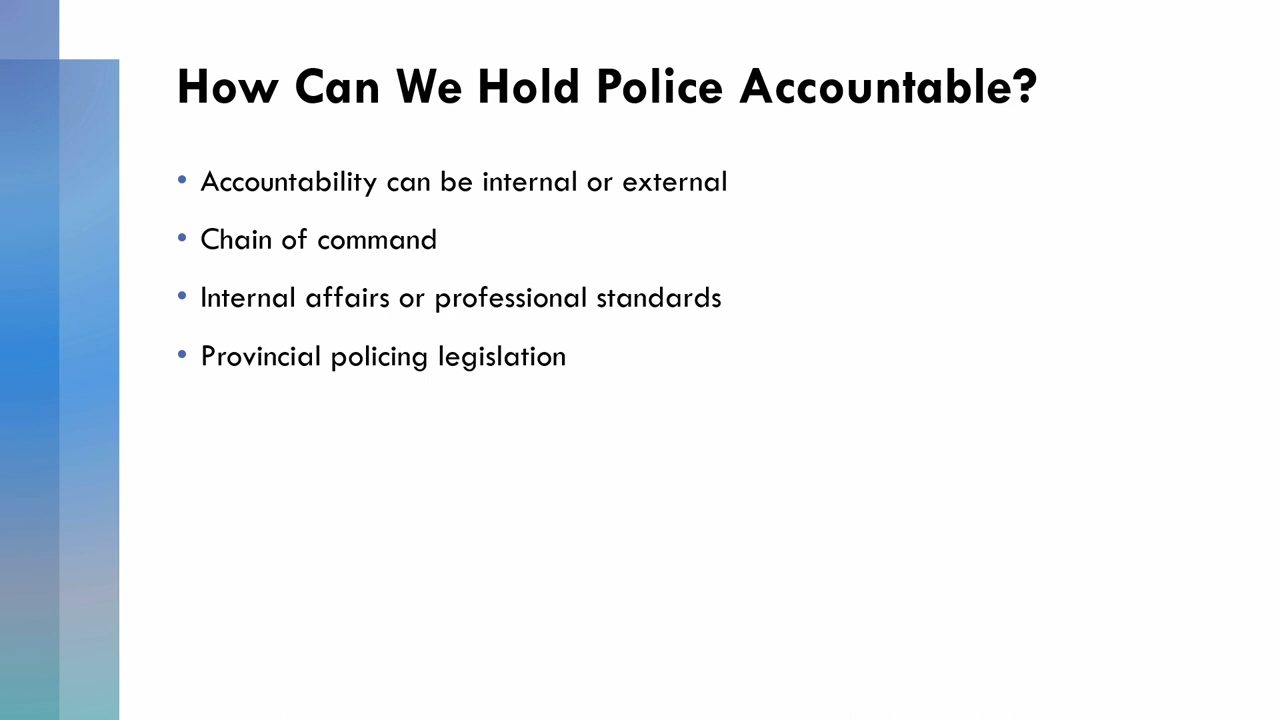 How Can We Hold Police Accountable?
• Accountability can be internal or external
• Chain of command
• Internal affairs or professional standards
• Provincial policing legislation